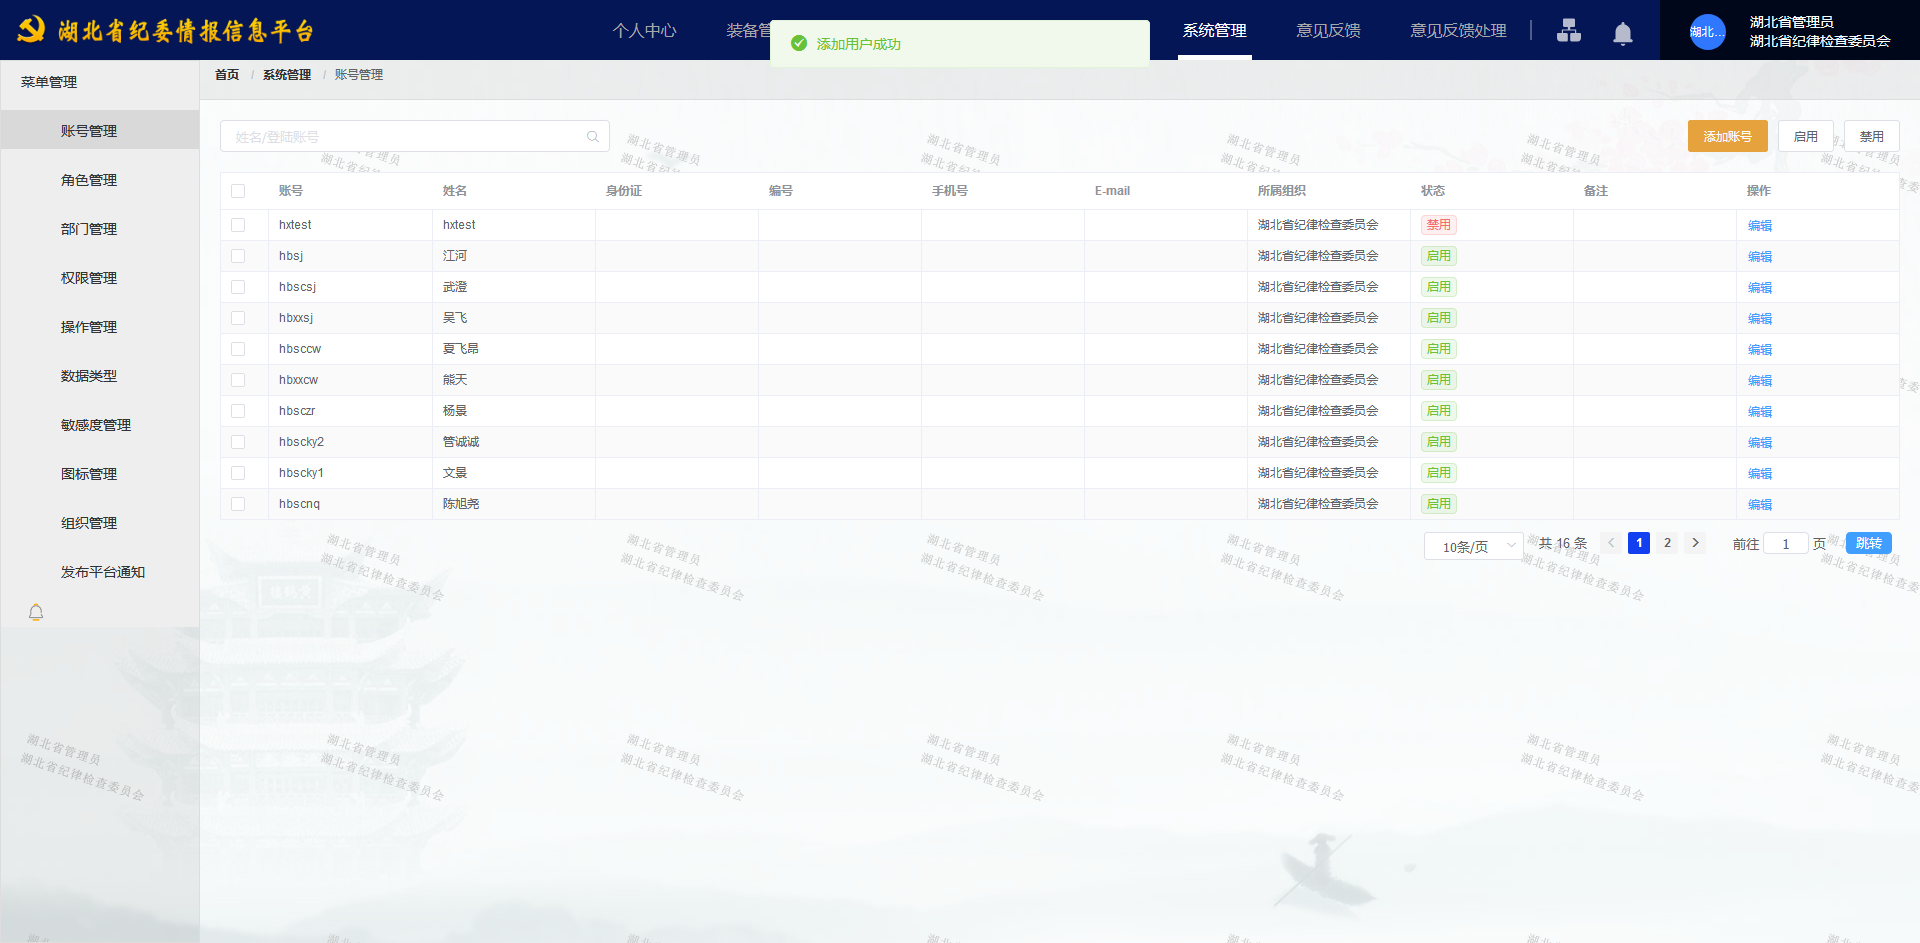 湖北省纪委情报信息平台
个人中心
装备管
添加用户成功
系统管理
意见反馈
意见反馈处理
湖北...
湖北省管理员
湖北省纪律检查委员会
菜单管理
首页 / 系统管理 / 账号管理
账号管理
角色管理
部门管理
权限管理
操作管理
数据类型
敏感度管理
图标管理
组织管理
发布平台通知
姓名/登陆账号
添加账号 启用 禁用
账号 姓名 身份证 编号 手机号 E-mail 所属组织 状态 备注 操作
hxtest hxtest 湖北省纪律检查委员会 禁用 编辑
hbsj 江河 湖北省纪律检查委员会 启用 编辑
hbscsj 武澄 湖北省纪律检查委员会 启用 编辑
hbxxsj 吴飞 湖北省纪律检查委员会 启用 编辑
hbsccw 夏飞昂 湖北省纪律检查委员会 启用 编辑
hbxxcw 熊天 湖北省纪律检查委员会 启用 编辑
hbsczr 杨景 湖北省纪律检查委员会 启用 编辑
hbscky2 管诚诚 湖北省纪律检查委员会 启用 编辑
hbscky1 文景 湖北省纪律检查委员会 启用 编辑
hbscnq 陈旭尧 湖北省纪律检查委员会 启用 编辑
10条/页 共 16 条 1 2 前往 1 页 跳转
湖北省管理员
湖北省纪律检查委员会